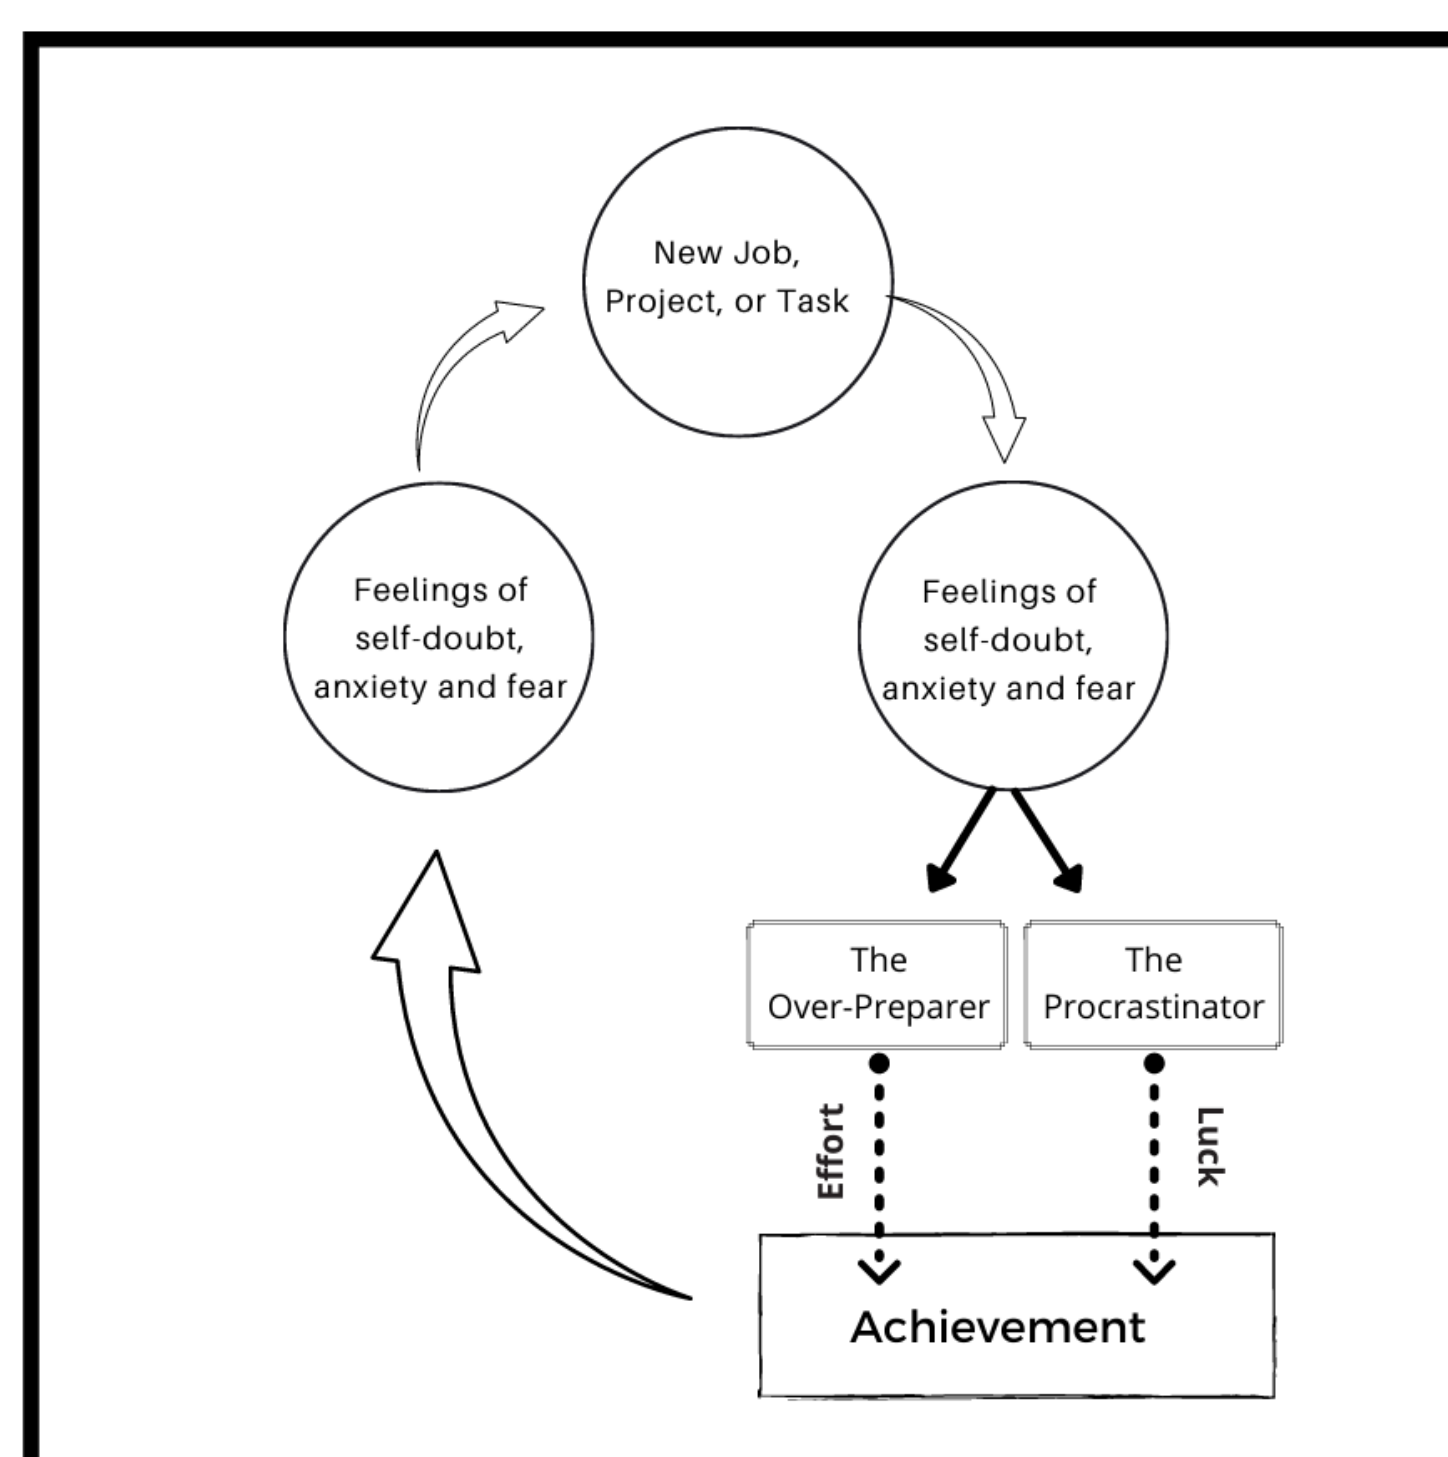 New Job,
Project, or Task
Feelings of
self-doubt,
anxiety and fear
Feelings of
self-doubt,
anxiety and fear
The
Over-Preparer
The
Procrastinator
Effort
Luck
Achievement